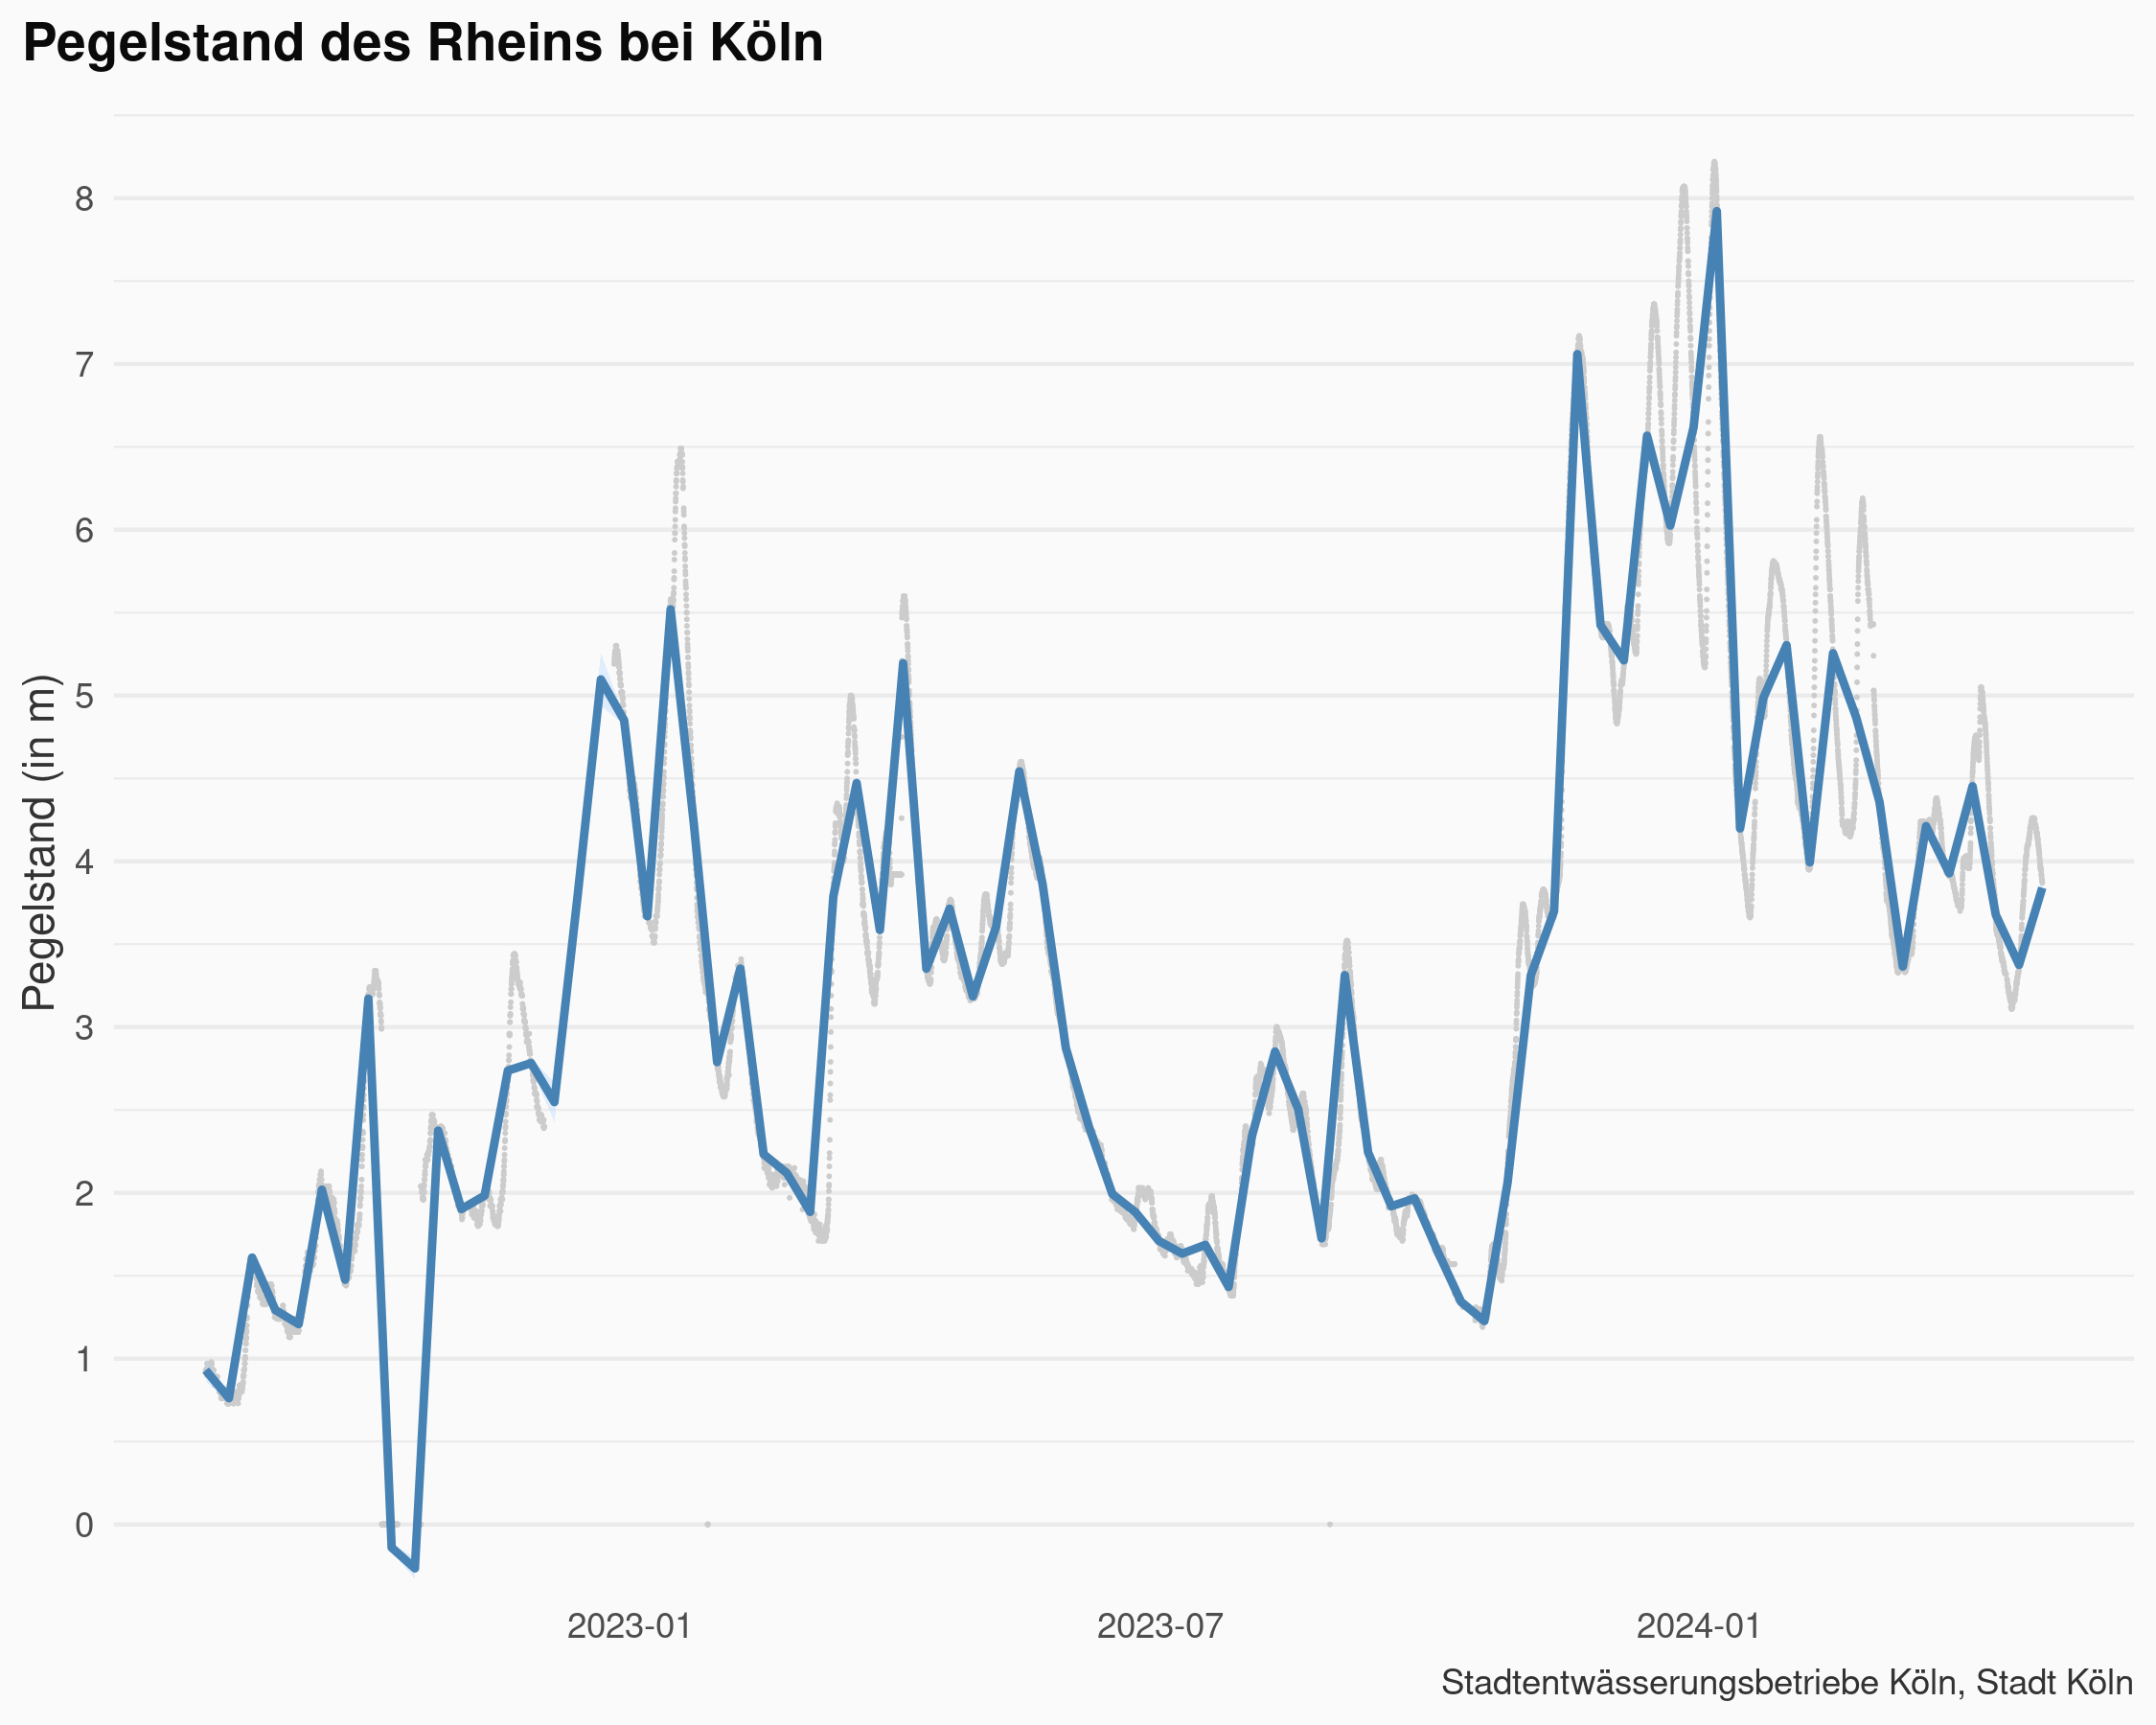 Pegelstand des Rheins bei Köln
Pegelstand (in m)
8
7
6
5
4
3
2
1
0
2023-01 2023-07 2024-01
Stadtentwässerungsbetriebe Köln, Stadt Köln